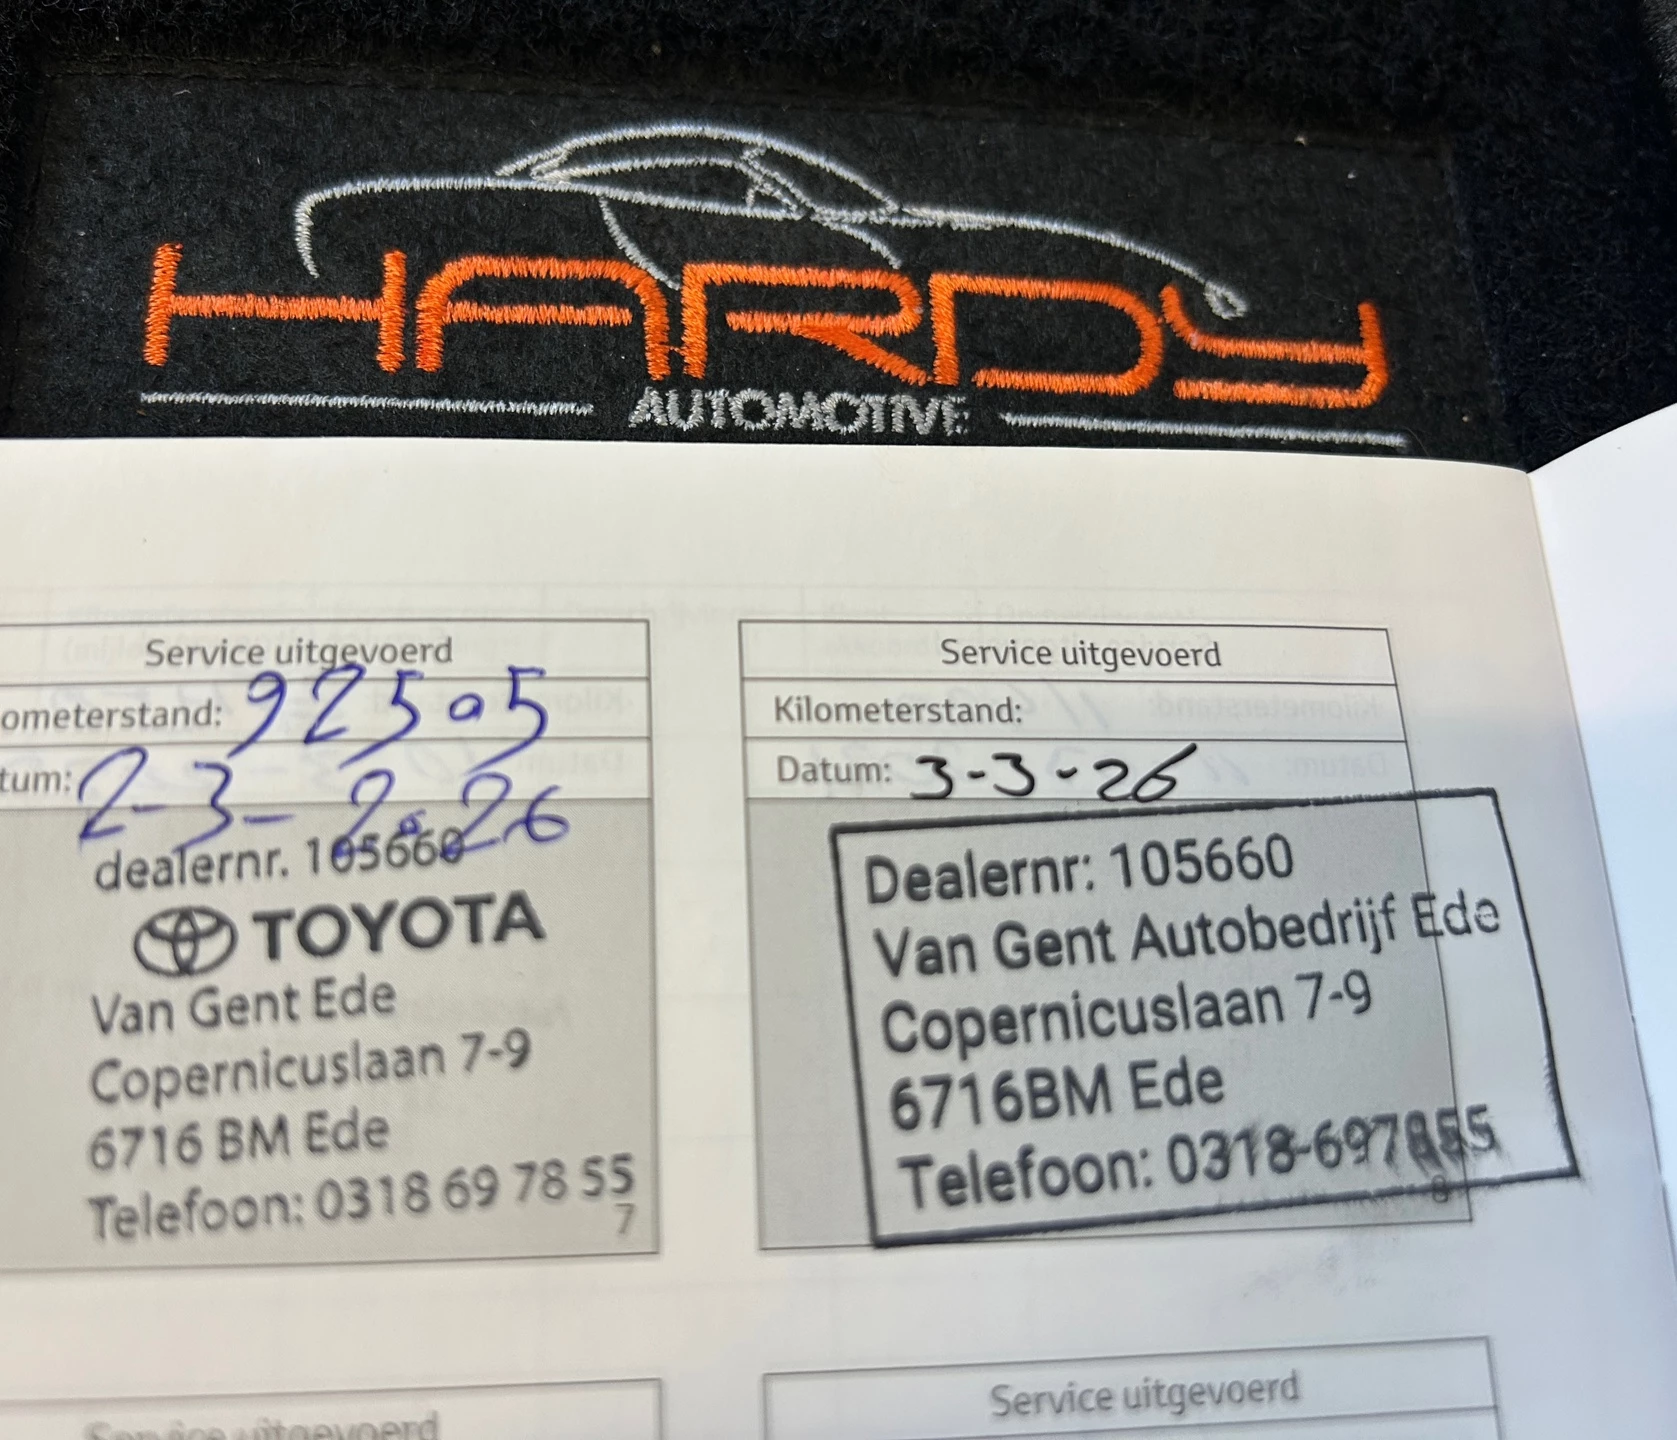 HARDY
AUTOMOTIVE
Service uitgevoerd
ometerstand: 92505
tum: 2-3-2026
dealernr. 105660
TOYOTA
Van Gent Ede
Copernicuslaan 7-9
6716 BM Ede
Telefoon: 0318 69 78 55
7
Service uitgevoerd
Kilometerstand:
Datum: 3-3-26
Dealernr: 105660
Van Gent Autobedrijf Ede
Copernicuslaan 7-9
6716BM Ede
Telefoon: 0318-697855
8
Service uitgevoerd
Service uitgevoerd